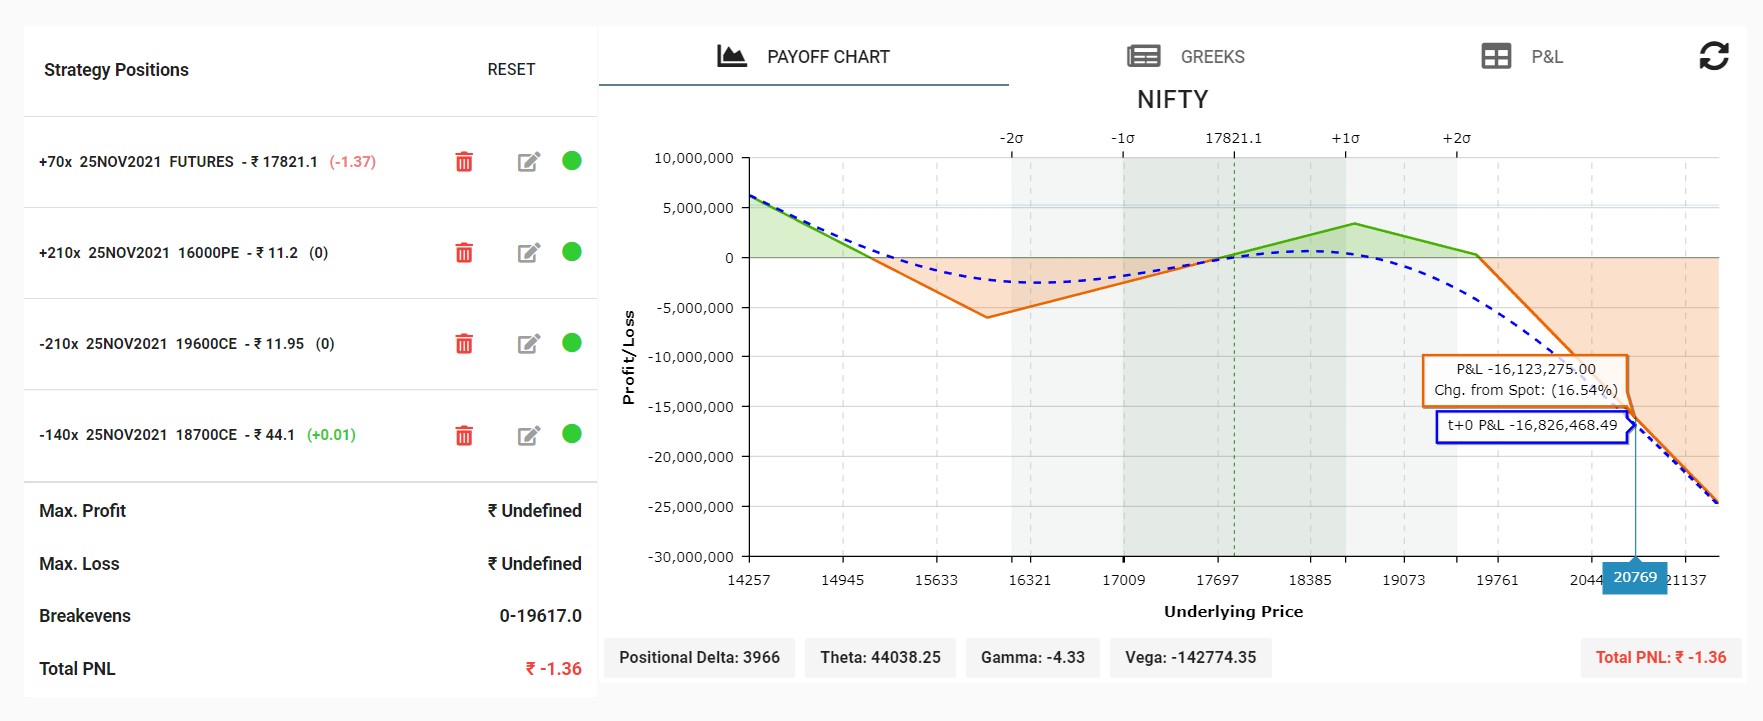 Strategy Positions RESET
+70x 25NOV2021 FUTURES - ₹ 17821.1 (-1.37)
+210x 25NOV2021 16000PE - ₹ 11.2 (0)
-210x 25NOV2021 19600CE - ₹ 11.95 (0)
-140x 25NOV2021 18700CE - ₹ 44.1 (+0.01)
Max. Profit ₹ Undefined
Max. Loss ₹ Undefined
Breakevens 0-19617.0
Total PNL ₹ -1.36
PAYOFF CHART GREEKS P&L
NIFTY
-2σ -1σ 17821.1 +1σ +2σ
10,000,000
5,000,000
0
-5,000,000
-10,000,000
-15,000,000
-20,000,000
-25,000,000
-30,000,000
Profit/Loss
P&L -16,123,275.00
Chg. from Spot: (16.54%)
t+0 P&L -16,826,468.49
14257 14945 15633 16321 17009 17697 18385 19073 19761 20769 21137
Underlying Price
Positional Delta: 3966 Theta: 44038.25 Gamma: -4.33 Vega: -142774.35 Total PNL: ₹ -1.36